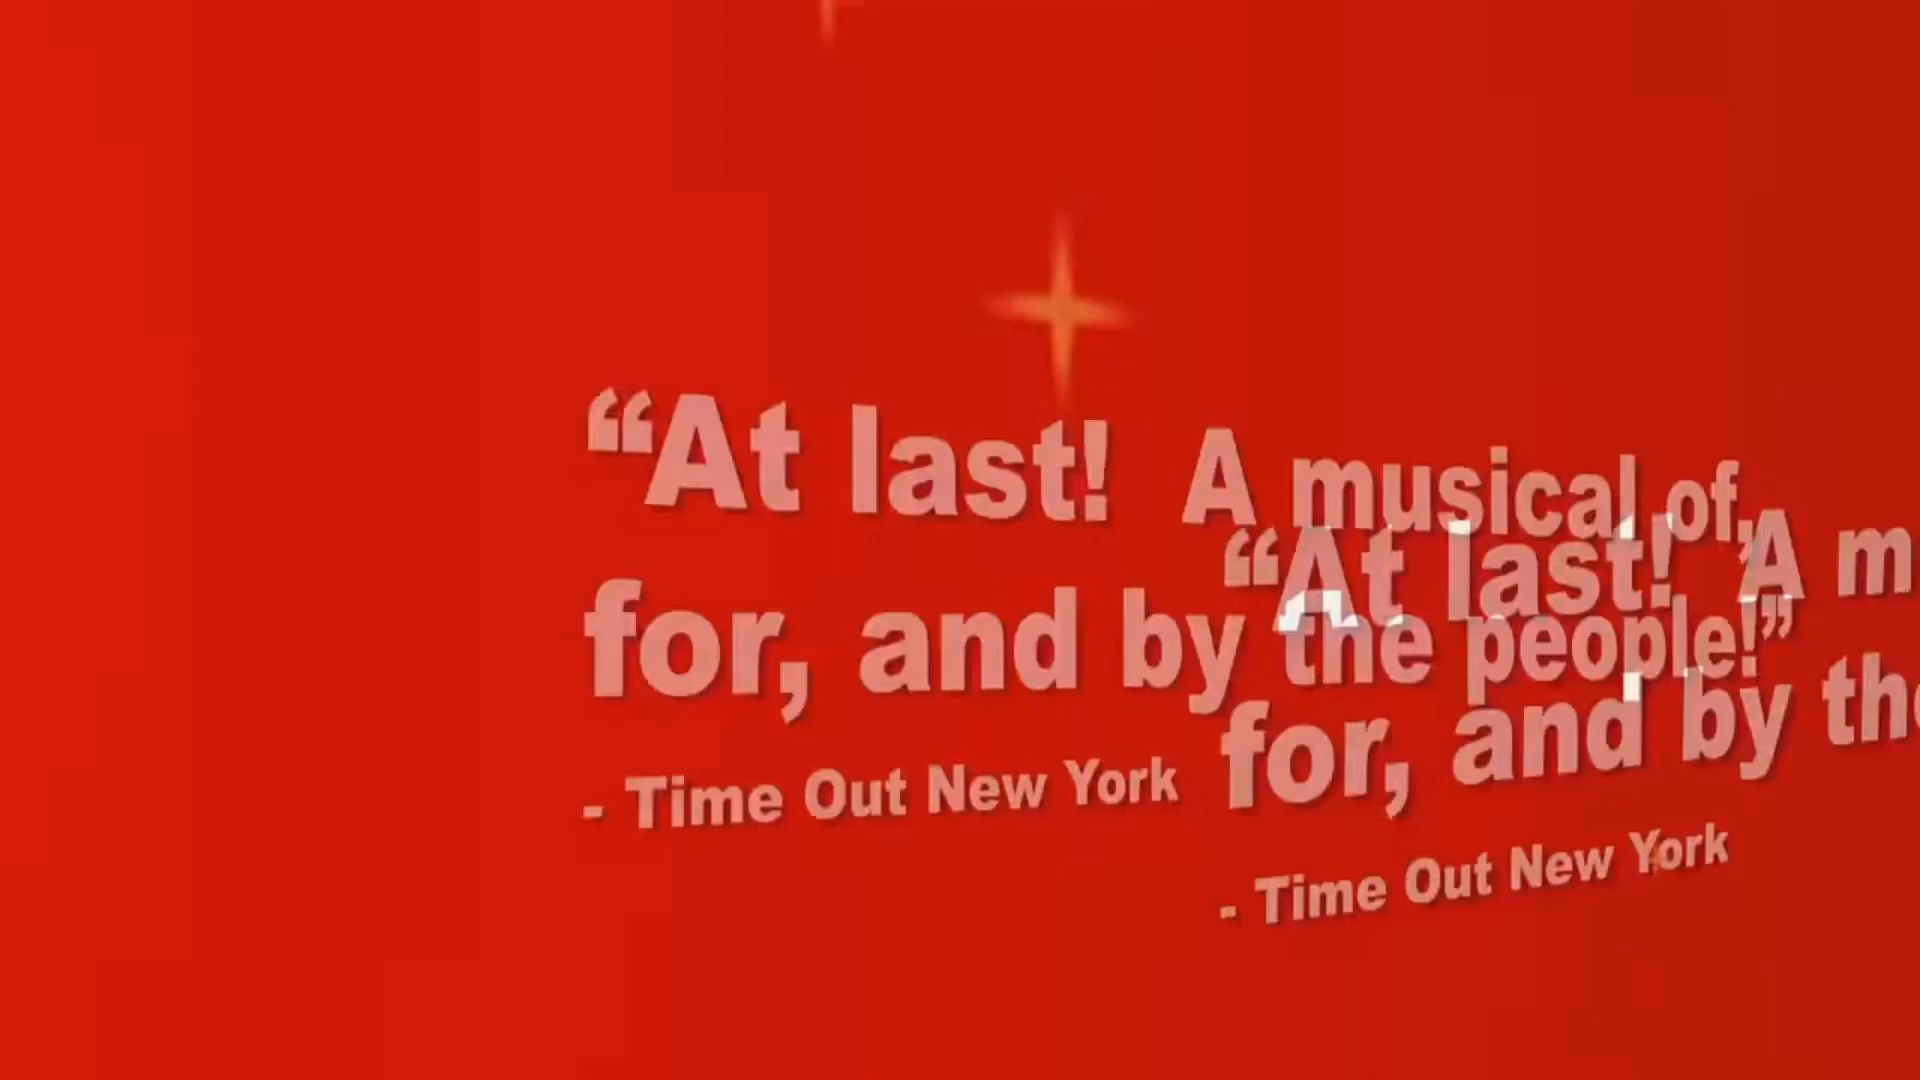 “At last! A musical of,
for, and by the people!”
- Time Out New York
“At last! A m
for, and by the
- Time Out New York